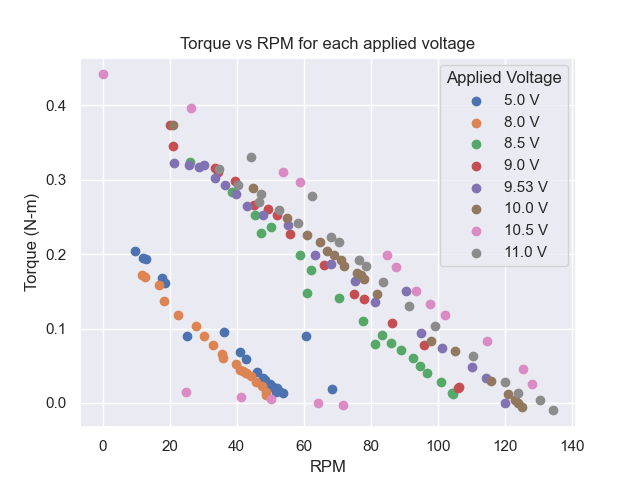 Torque vs RPM for each applied voltage
Applied Voltage
5.0 V
8.0 V
8.5 V
9.0 V
9.53 V
10.0 V
10.5 V
11.0 V
Torque (N-m)
0.4
0.3
0.2
0.1
0.0
0
20
40
60
80
100
120
140
RPM